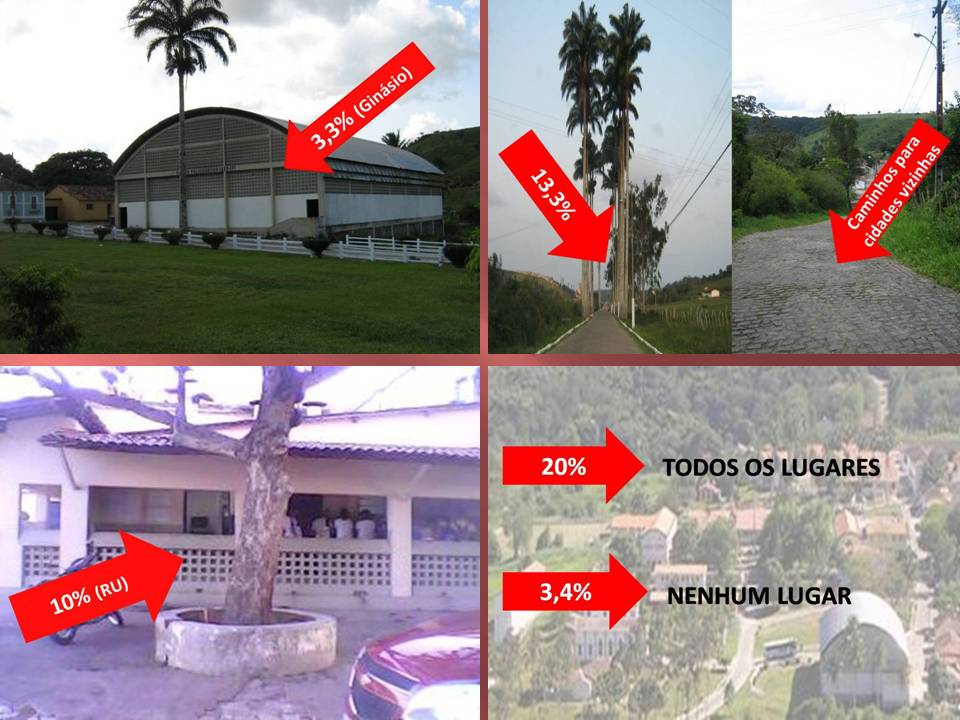 3,3% (Ginásio)
13,3%
Caminhos para
cidades vizinhas
10% (RU)
20%
TODOS OS LUGARES
3,4%
NENHUM LUGAR